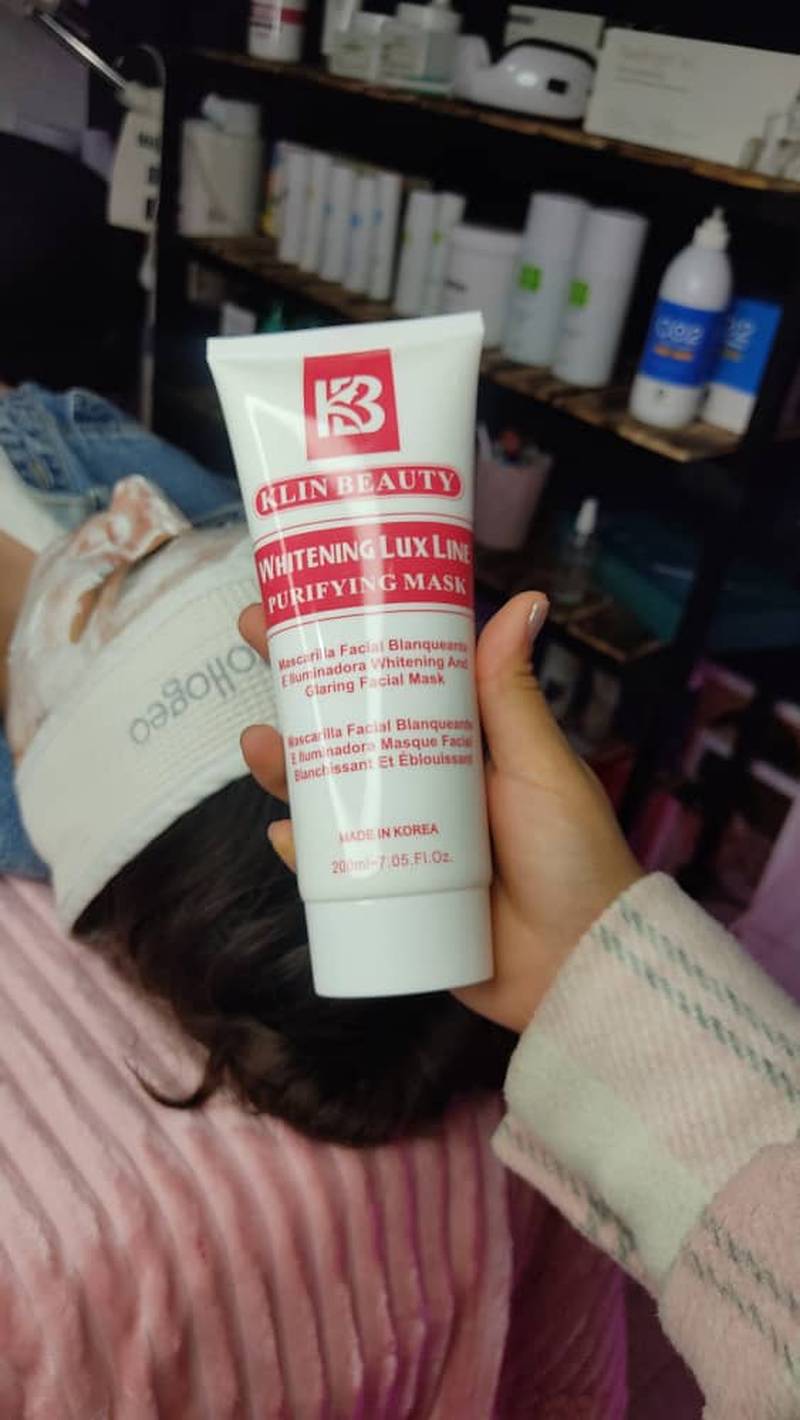 KB
KLIN BEAUTY
WHITENING LUX LINE
PURIFYING MASK
Mascarilla Facial Blanqueante
E Iluminadora Whitening And
Glaring Facial Mask
Mascarilla Facial Blanqueante
E Iluminadora Masque Facial
Blanchissant Et Éblouissant
MADE IN KOREA
200ml-7.05.Fl.Oz.